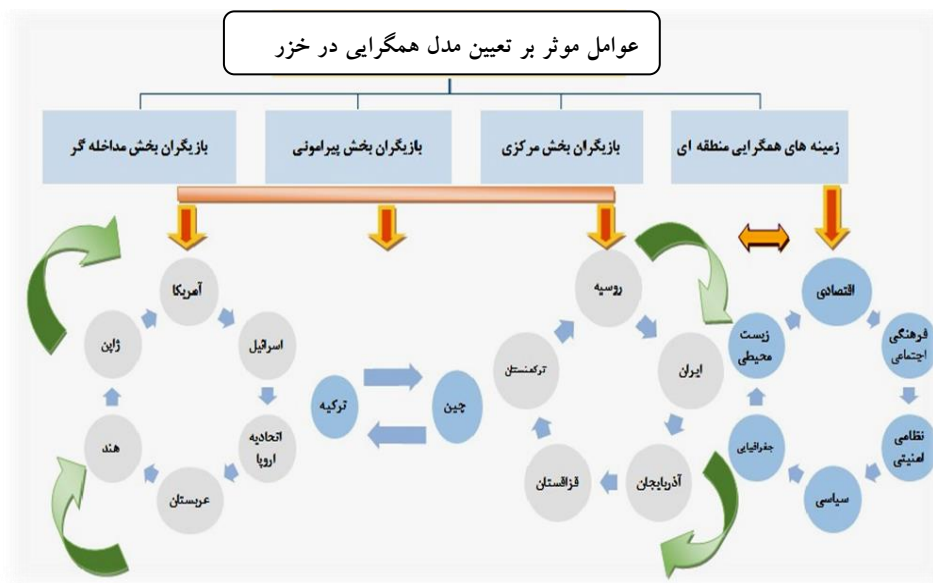 عوامل موثر بر تعیین مدل همگرایی در خزر
زمینه های همگرایی منطقه ای
بازیگران بخش مرکزی
بازیگران بخش پیرامونی
بازیگران بخش مداخله گر
اقتصادی
فرهنگی
اجتماعی
نظامی
امنیتی
سیاسی
جغرافیایی
زیست
محیطی
روسیه
ایران
آذربایجان
قزاقستان
ترکمنستان
چین
ترکیه
آمریکا
اسرائیل
اتحادیه
اروپا
عربستان
هند
ژاپن